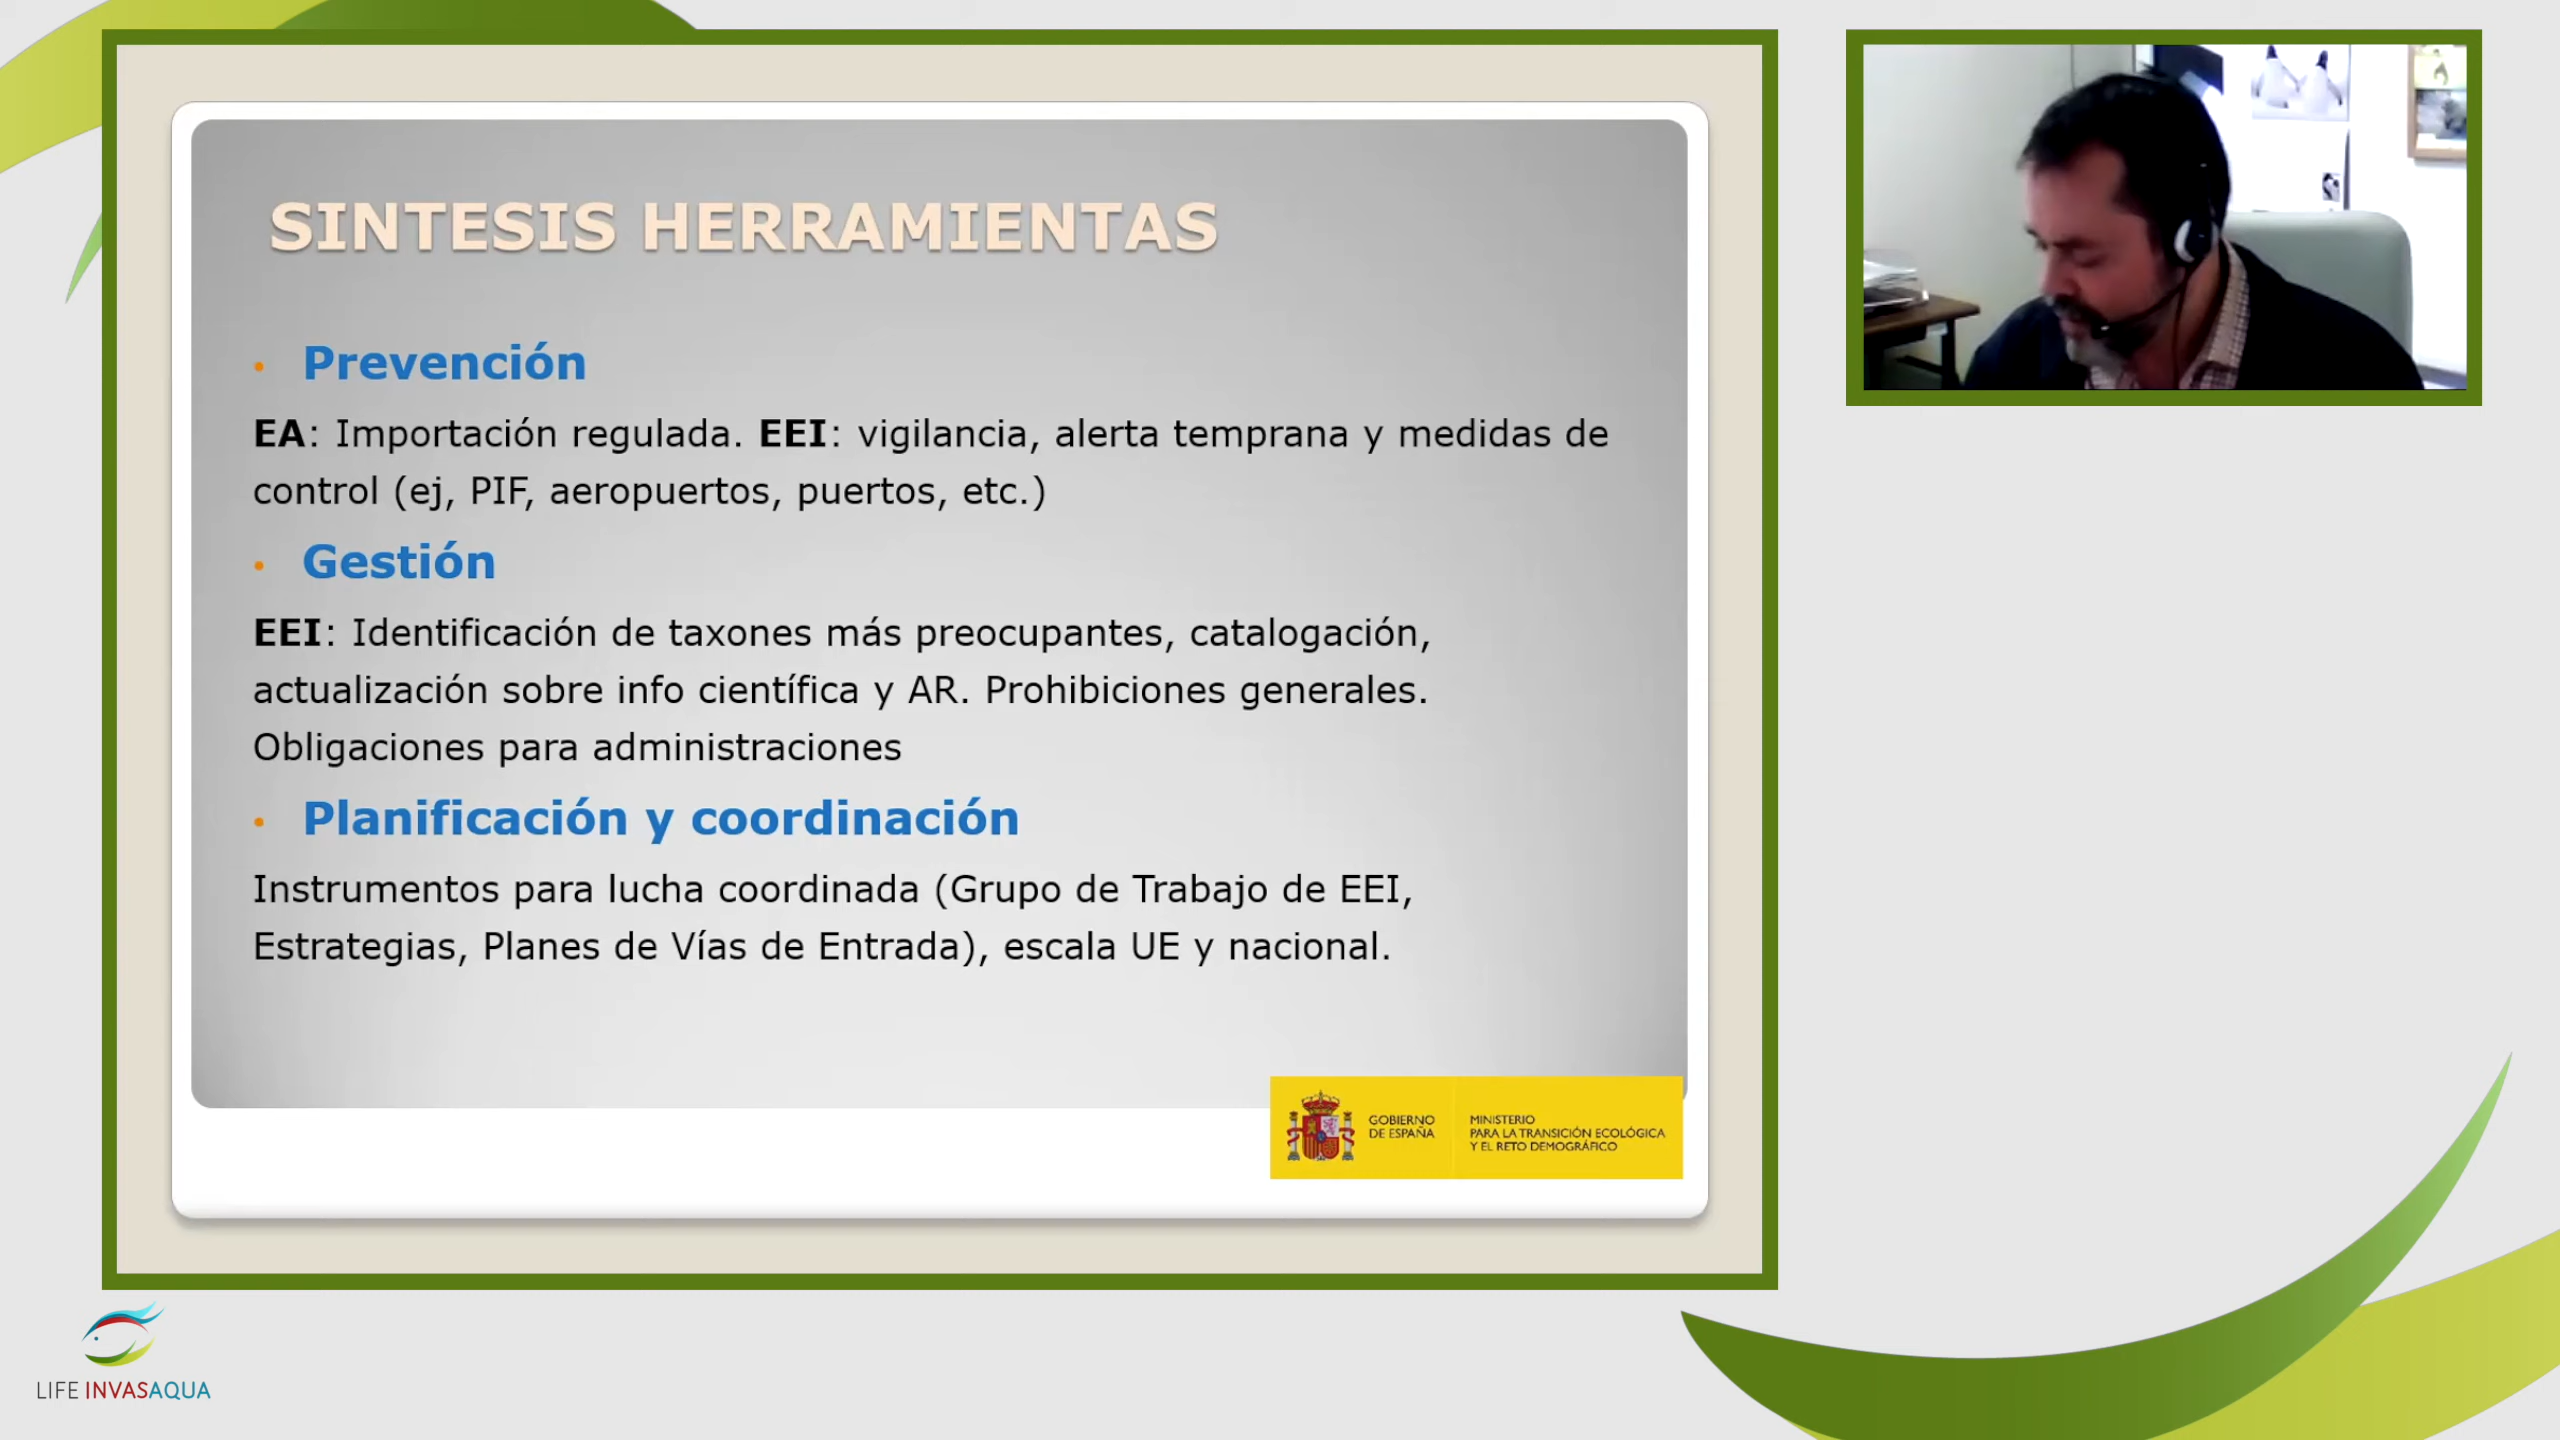 SINTESIS HERRAMIENTAS
• Prevención
EA: Importación regulada. EEI: vigilancia, alerta temprana y medidas de
control (ej, PIF, aeropuertos, puertos, etc.)
• Gestión
EEI: Identificación de taxones más preocupantes, catalogación,
actualización sobre info científica y AR. Prohibiciones generales.
Obligaciones para administraciones
• Planificación y coordinación
Instrumentos para lucha coordinada (Grupo de Trabajo de EEI,
Estrategias, Planes de Vías de Entrada), escala UE y nacional.
GOBIERNO
DE ESPAÑA
MINISTERIO
PARA LA TRANSICIÓN ECOLÓGICA
Y EL RETO DEMOGRÁFICO
LIFE INVASAQUA